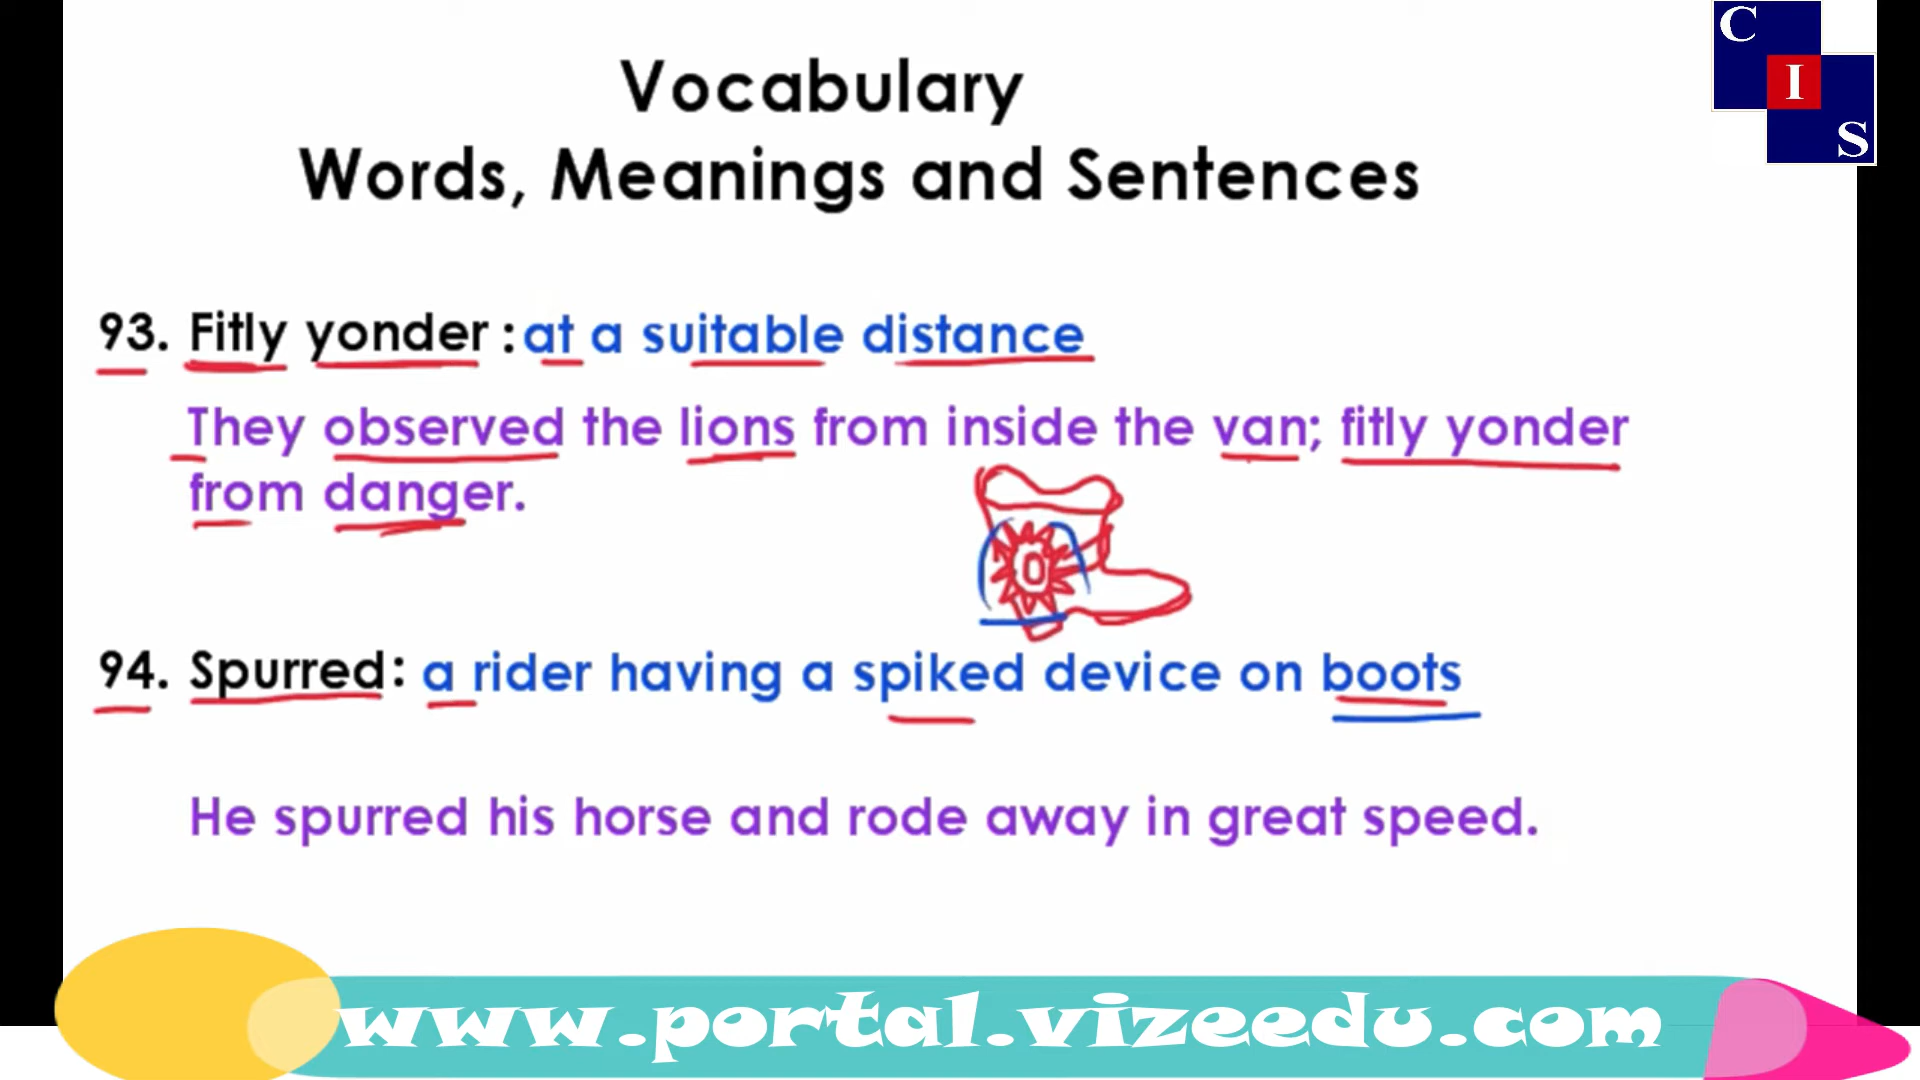 C
I
S
Vocabulary
Words, Meanings and Sentences
93. Fitly yonder : at a suitable distance
They observed the lions from inside the van; fitly yonder
from danger.
94. Spurred: a rider having a spiked device on boots
He spurred his horse and rode away in great speed.
www.portal.vizeedu.com